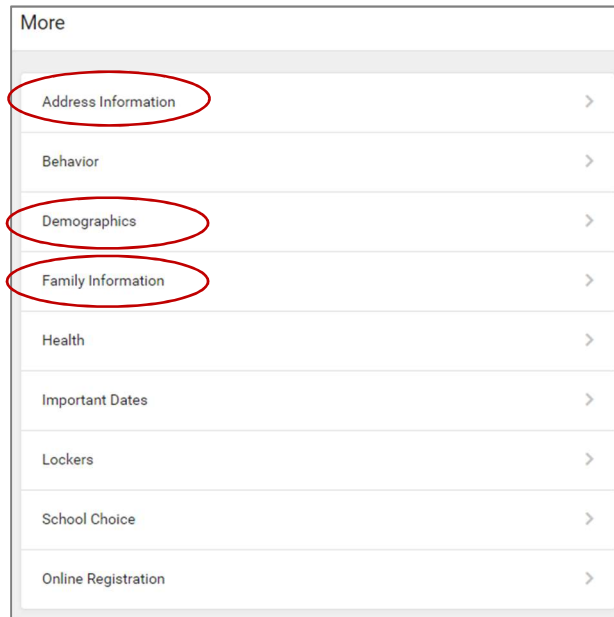 More
Address Information
Behavior
Demographics
Family Information
Health
Important Dates
Lockers
School Choice
Online Registration